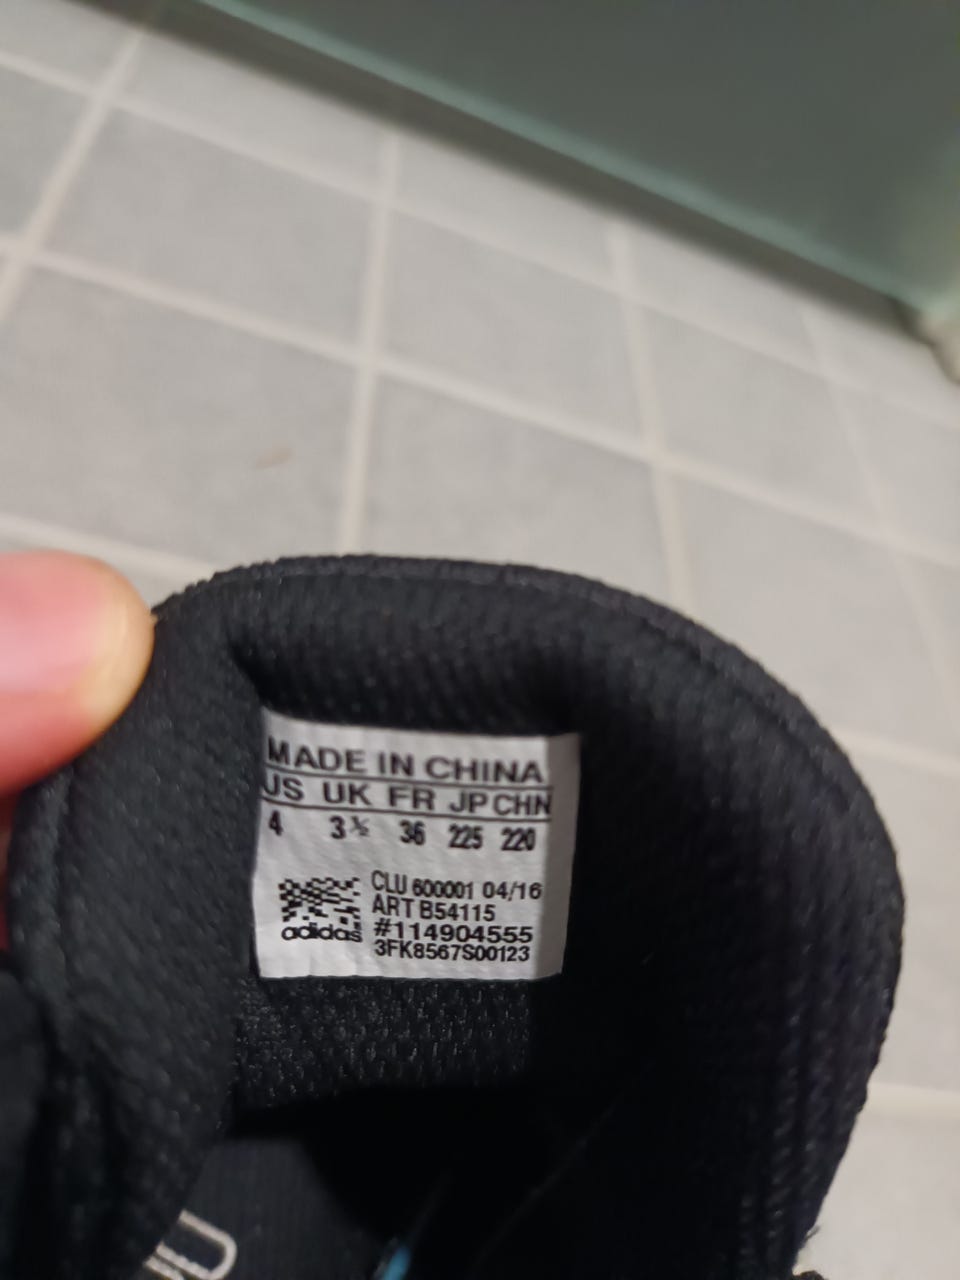 MADE IN CHINA
US UK FR JP CHN
4 3½ 36 225 220
CLU 600001 04/16
ART B54115
#114904555
3FK8567S00123
adidas